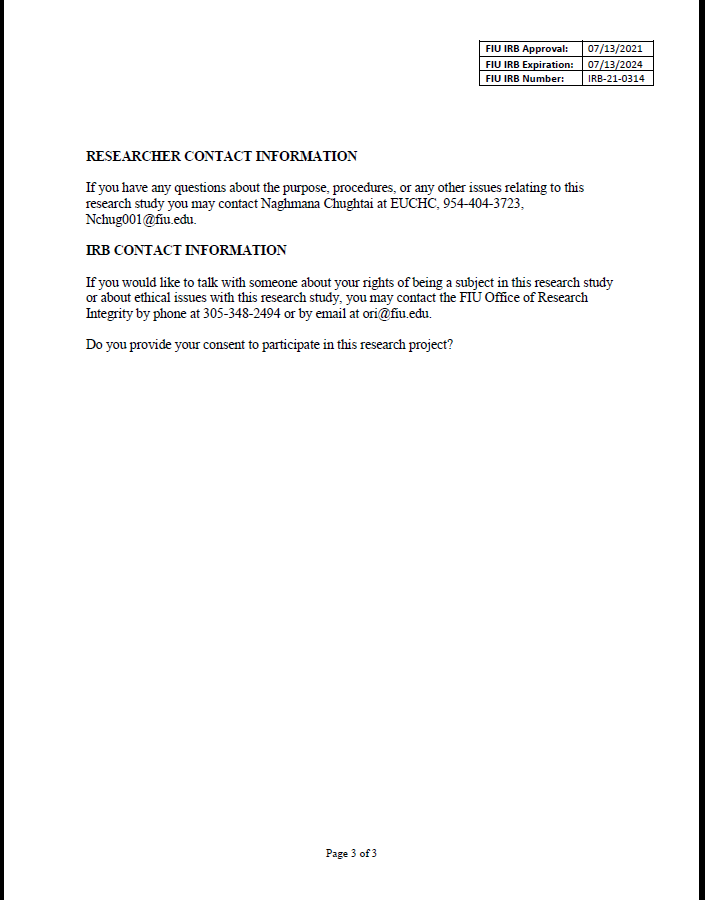 FIU IRB Approval: 07/13/2021
FIU IRB Expiration: 07/13/2024
FIU IRB Number: IRB-21-0314
RESEARCHER CONTACT INFORMATION
If you have any questions about the purpose, procedures, or any other issues relating to this
research study you may contact Naghmana Chughtai at EUCHC, 954-404-3723,
Nchug001@fiu.edu.
IRB CONTACT INFORMATION
If you would like to talk with someone about your rights of being a subject in this research study
or about ethical issues with this research study, you may contact the FIU Office of Research
Integrity by phone at 305-348-2494 or by email at ori@fiu.edu.
Do you provide your consent to participate in this research project?
Page 3 of 3